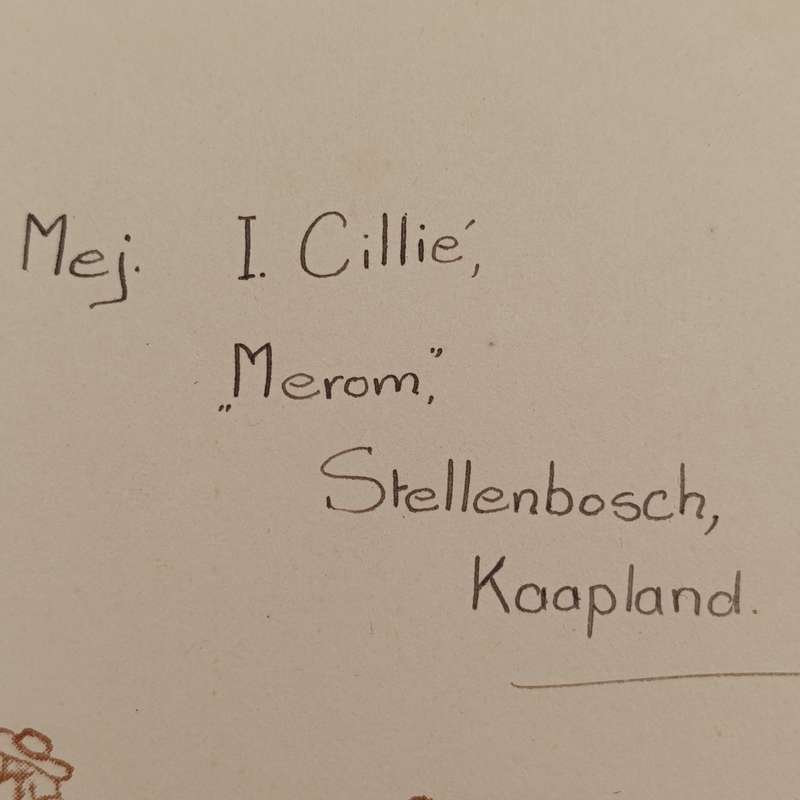 Mej. I. Cillié,
„Merom,”
Stellenbosch,
Kaapland.